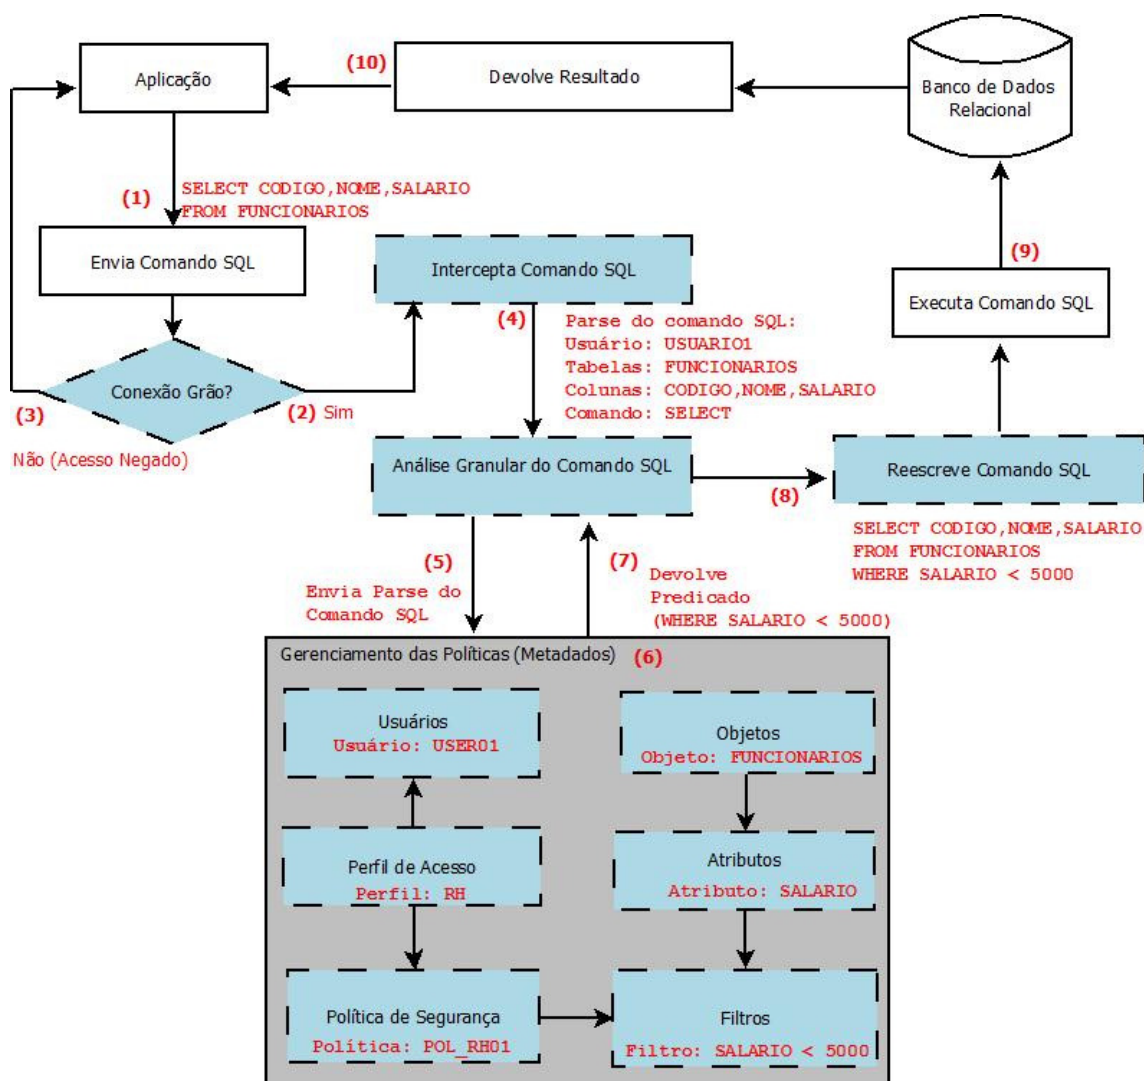 Aplicação
(10)
Devolve Resultado
Banco de Dados
Relacional
(1)
SELECT CODIGO,NOME,SALARIO
FROM FUNCIONARIOS
Envia Comando SQL
Intercepta Comando SQL
(9)
Executa Comando SQL
(4)
Parse do comando SQL:
Usuário: USUARIO1
Tabelas: FUNCIONARIOS
Colunas: CODIGO,NOME,SALARIO
Comando: SELECT
Conexão Grão?
(3)
(2) Sim
Não (Acesso Negado)
Análise Granular do Comando SQL
(8)
Reescreve Comando SQL
SELECT CODIGO,NOME,SALARIO
FROM FUNCIONARIOS
WHERE SALARIO < 5000
(5)
Envia Parse do
Comando SQL
(7)
Devolve
Predicado
(WHERE SALARIO < 5000)
Gerenciamento das Políticas (Metadados)
(6)
Usuários
Usuário: USER01
Objetos
Objeto: FUNCIONARIOS
Perfil de Acesso
Perfil: RH
Atributos
Atributo: SALARIO
Política de Segurança
Política: POL_RH01
Filtros
Filtro: SALARIO < 5000